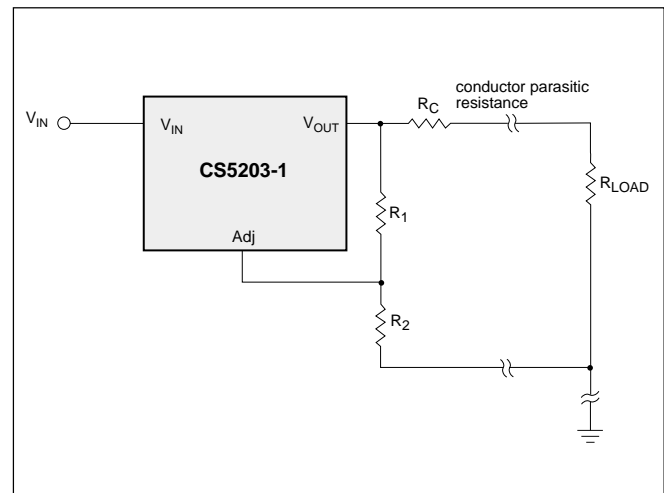 conductor parasitic
resistance
R_C
V_IN
V_IN
V_OUT
CS5203-1
R_LOAD
R_1
Adj
R_2